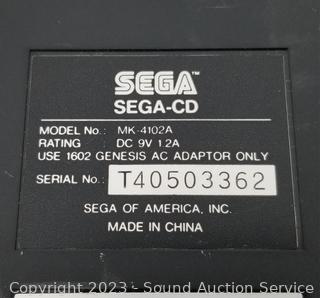 SEGA™
SEGA-CD
MODEL No.: MK-4102A
RATING DC 9V 1.2A
USE 1602 GENESIS AC ADAPTOR ONLY
SERIAL No.: T40503362
SEGA OF AMERICA, INC.
MADE IN CHINA
Copyright © 2023 - Sound Auction Service